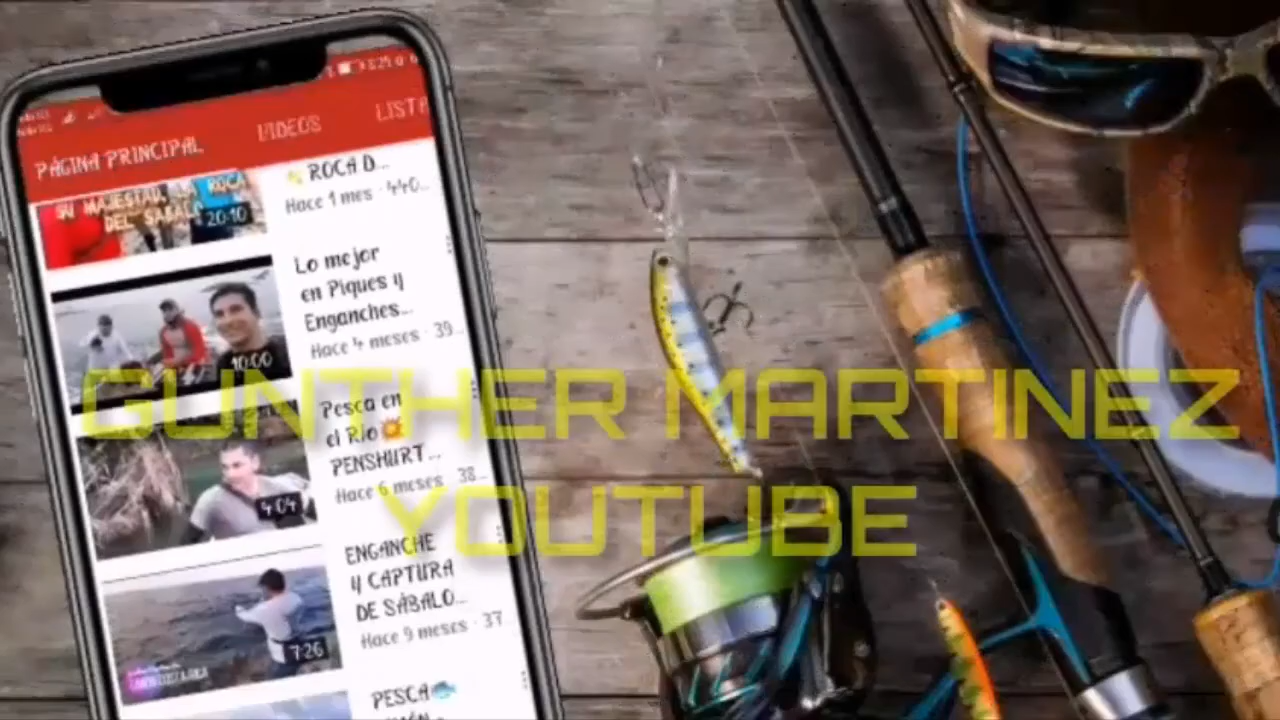 PÁGINA PRINCIPAL
VIDEOS
SU MAJESTAD, LA ROCA
DEL SÁBALO
20:10
ROCA D...
Hace 1 mes · 440...
Lo mejor
en Piques y
Enganches...
Hace 4 meses · 39...
10:00
GUNTHER MARTINEZ
YOUTUBE
Pesca en
el Río💥
PENSHURT...
Hace 6 meses · 38...
4:04
ENGANCHE
Y CAPTURA
DE SÁBALO...
Hace 9 meses · 37...
7:26
PESCA🐟